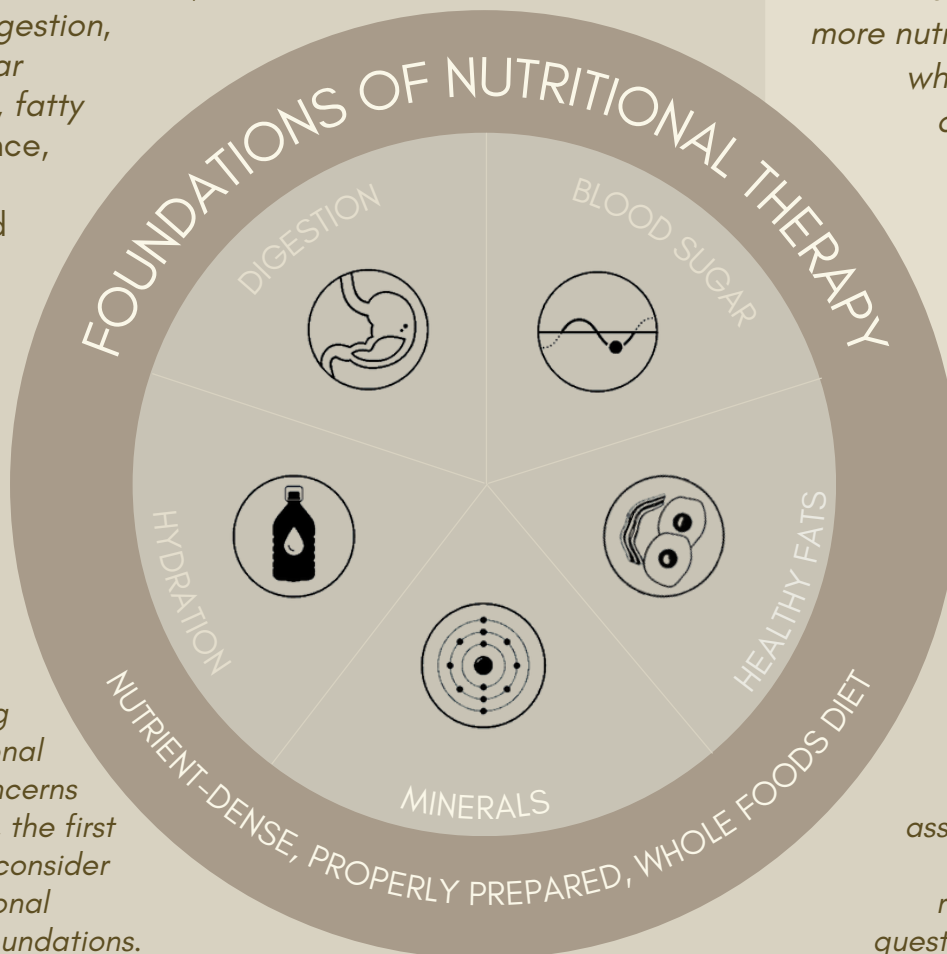 gestion,
ar
, fatty
nce,
d
more nutr
wh
FOUNDATIONS OF NUTRITIONAL THERAPY
DIGESTION
BLOOD SUGAR
HYDRATION
HEALTHY FATS
MINERALS
NUTRIENT-DENSE, PROPERLY PREPARED, WHOLE FOODS DIET
g
nal
ncerns
the first
consider
onal
undations.
ass
r
quest